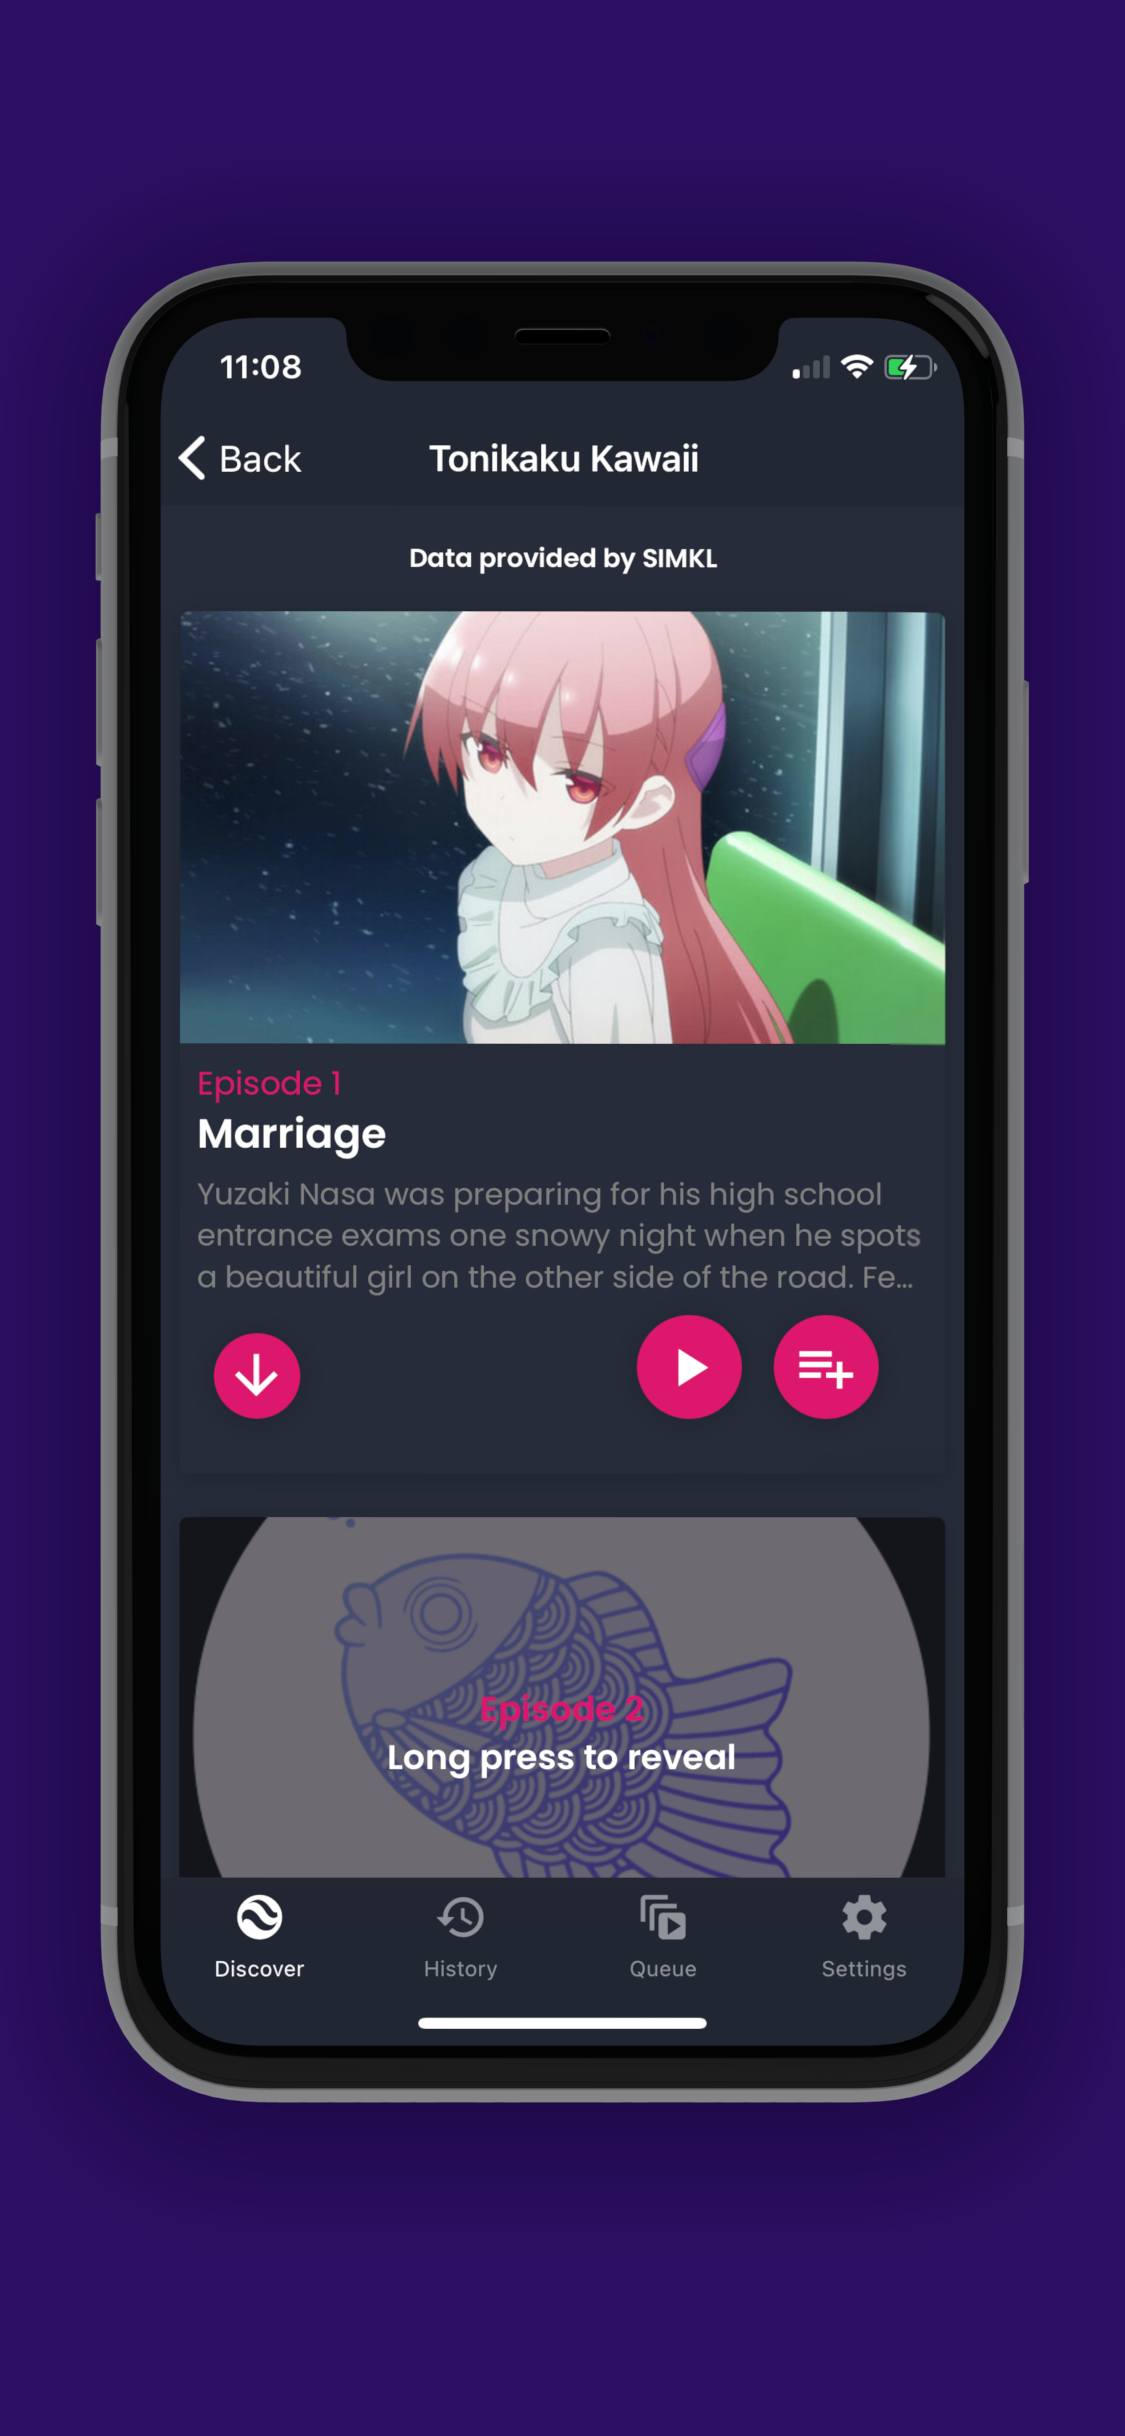 11:08
Back
Tonikaku Kawaii
Data provided by SIMKL
Episode 1
Marriage
Yuzaki Nasa was preparing for his high school
entrance exams one snowy night when he spots
a beautiful girl on the other side of the road. Fe...
Episode 2
Long press to reveal
Discover
History
Queue
Settings